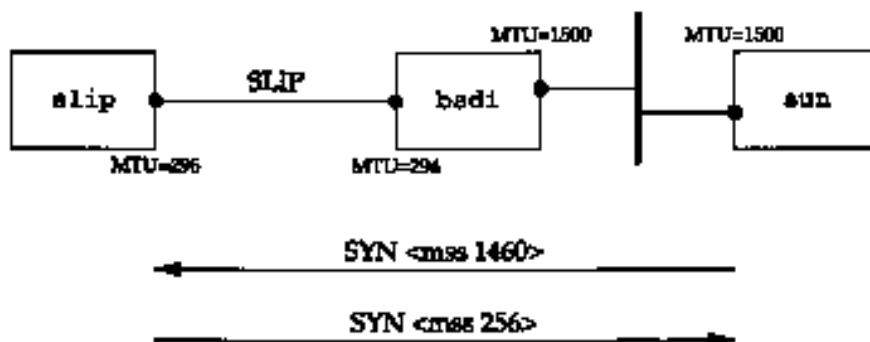 MTU=1500 MTU=1500
slip SLIP bsdi sun
MTU=296 MTU=296
SYN <mss 1460>
SYN <mss 256>